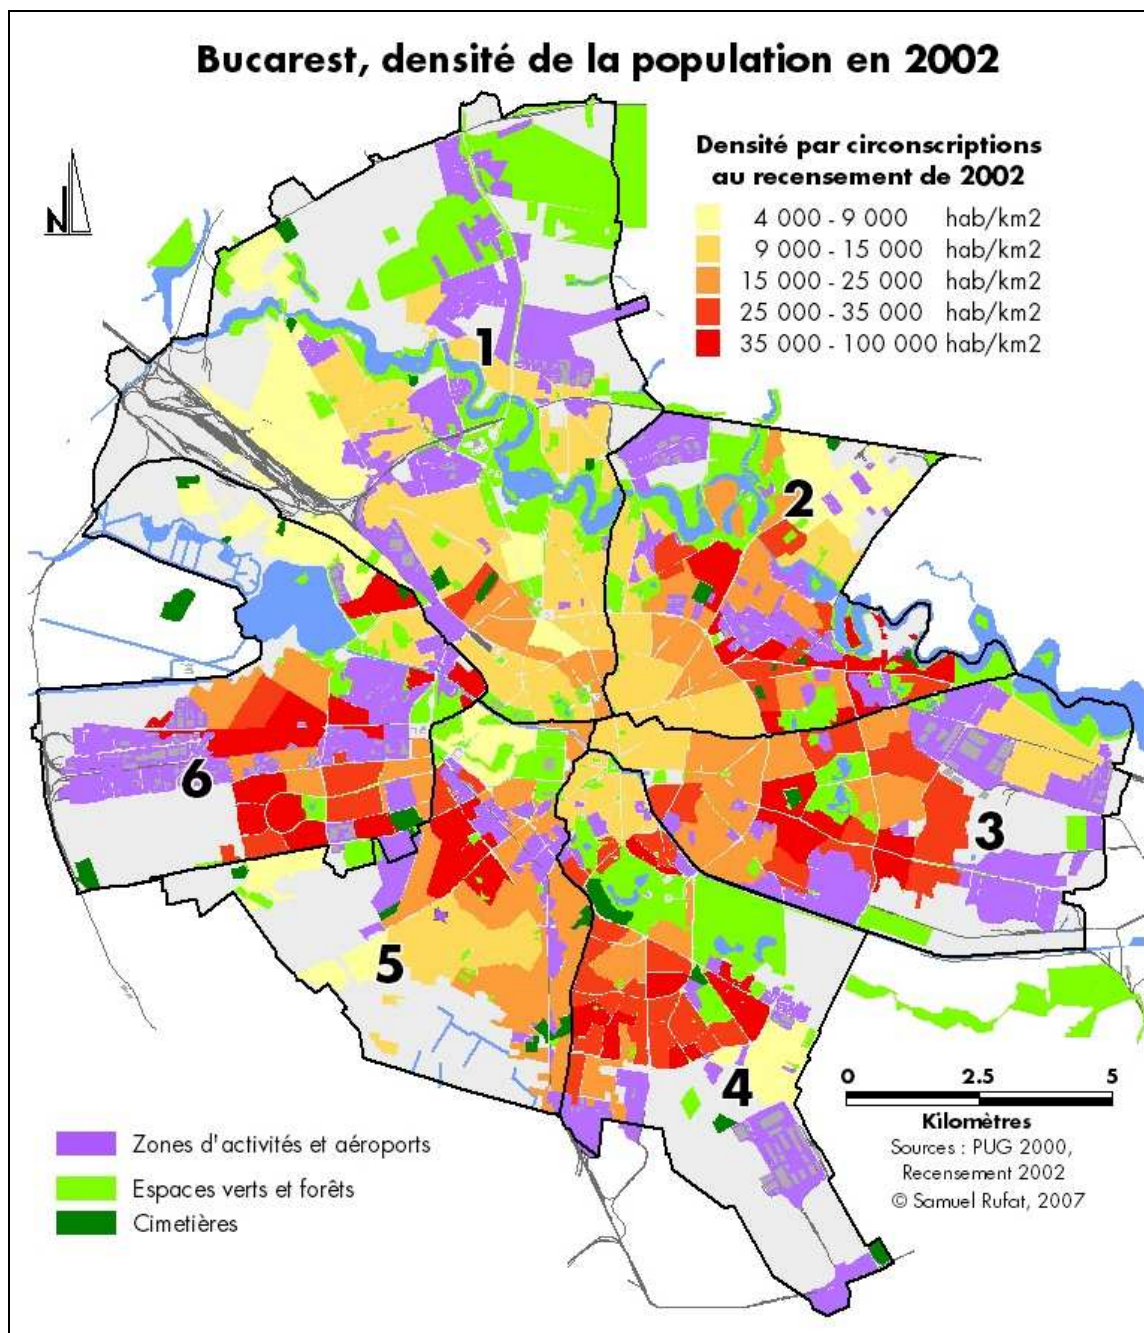 Bucarest, densité de la population en 2002
Densité par circonscriptions
au recensement de 2002
4 000 - 9 000 hab/km2
9 000 - 15 000 hab/km2
15 000 - 25 000 hab/km2
25 000 - 35 000 hab/km2
35 000 - 100 000 hab/km2
N
1
2
6
3
5
4
0 2.5 5
Kilomètres
Sources : PUG 2000,
Recensement 2002
© Samuel Rufat, 2007
Zones d'activités et aéroports
Espaces verts et forêts
Cimetières